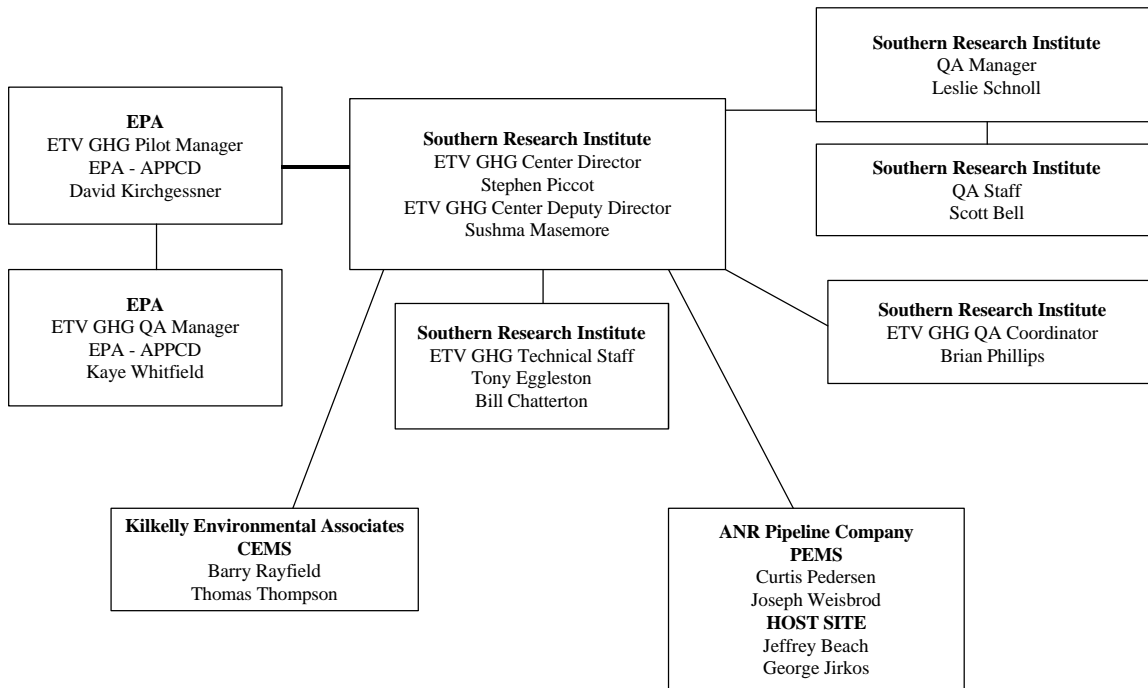 Southern Research Institute
QA Manager
Leslie Schnoll
EPA
ETV GHG Pilot Manager
EPA - APPCD
David Kirchgessner
Southern Research Institute
ETV GHG Center Director
Stephen Piccot
ETV GHG Center Deputy Director
Sushma Masemore
Southern Research Institute
QA Staff
Scott Bell
EPA
ETV GHG QA Manager
EPA - APPCD
Kaye Whitfield
Southern Research Institute
ETV GHG Technical Staff
Tony Eggleston
Bill Chatterton
Southern Research Institute
ETV GHG QA Coordinator
Brian Phillips
Kilkelly Environmental Associates
CEMS
Barry Rayfield
Thomas Thompson
ANR Pipeline Company
PEMS
Curtis Pedersen
Joseph Weisbrod
HOST SITE
Jeffrey Beach
George Jirkos